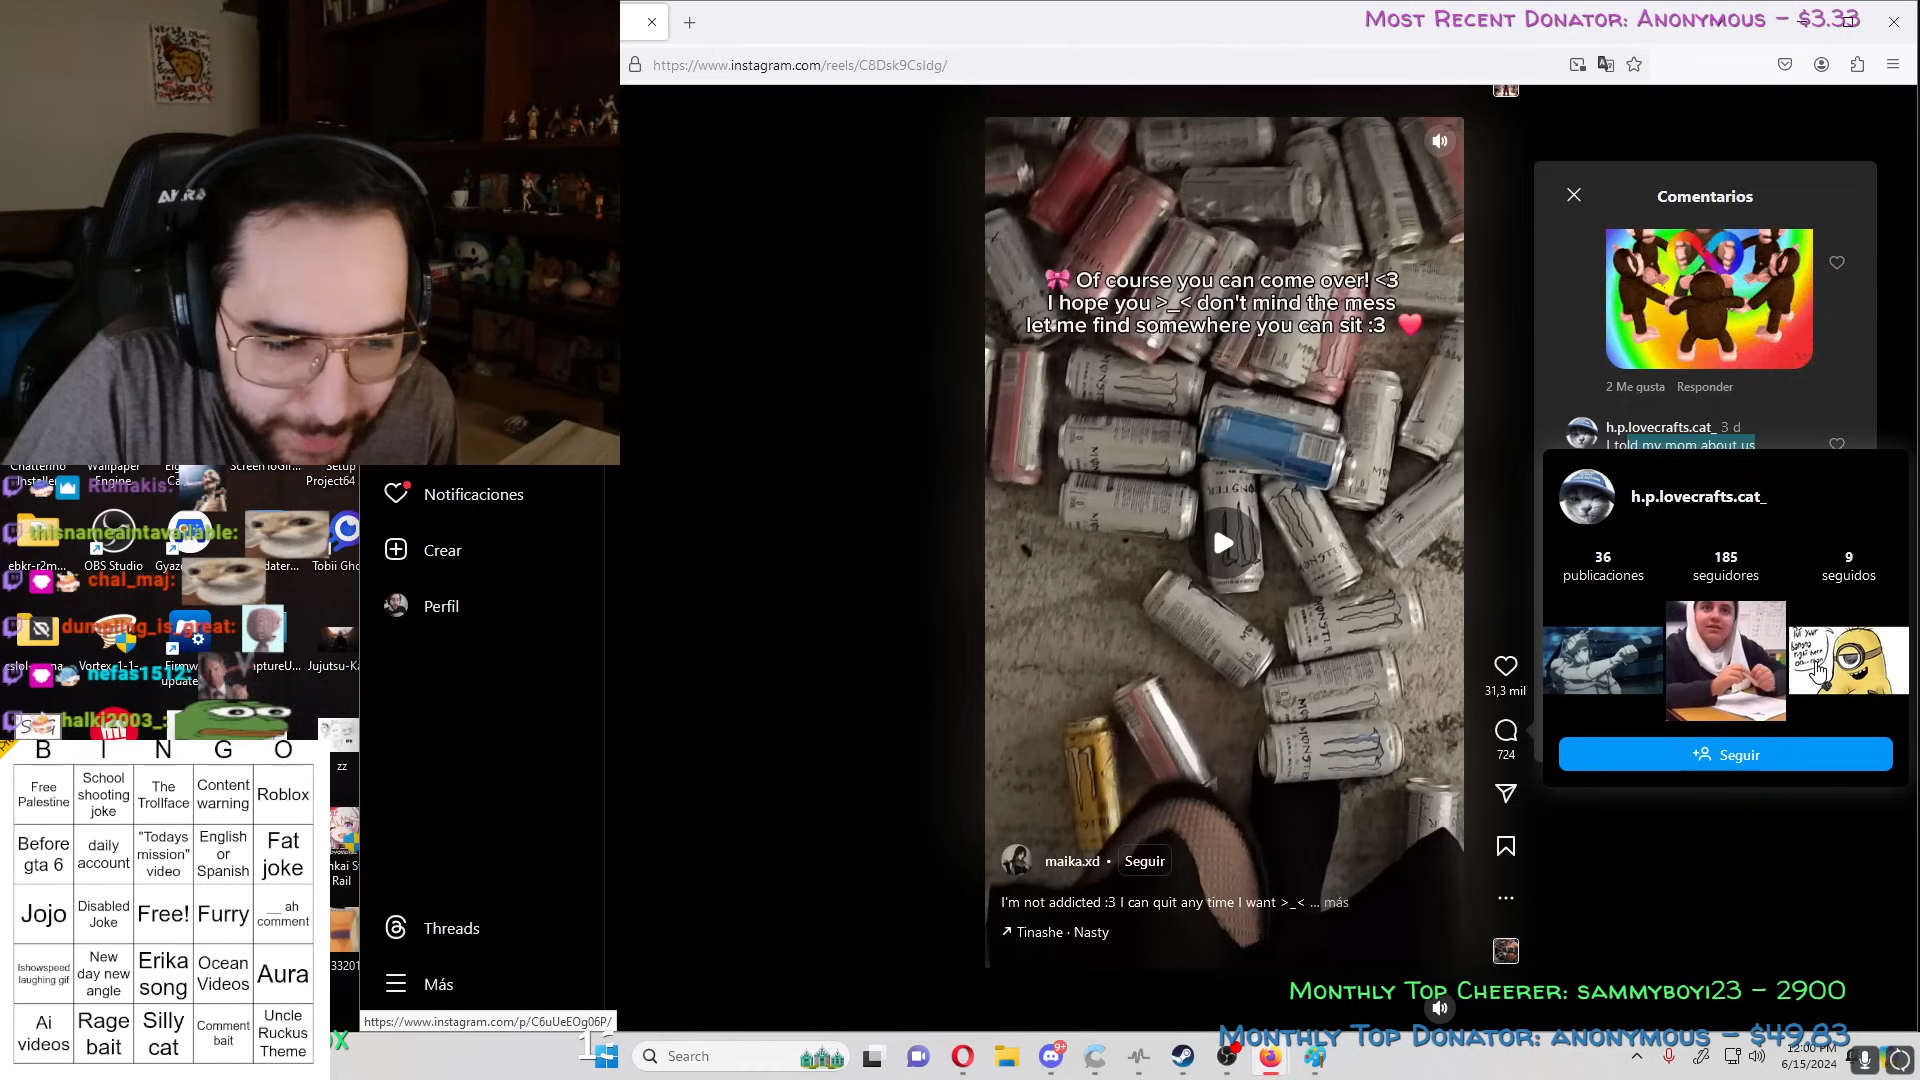 MOST RECENT DONATOR: ANONYMOUS - $3.33
https://www.instagram.com/reels/C8Dsk9CsIdg/
AKRA
Comentarios
🎀 Of course you can come over! <3
I hope you >_< don't mind the mess
let me find somewhere you can sit :3 ❤
2 Me gusta Responder
h.p.lovecrafts.cat_ 3 d
I told my mom about us
h.p.lovecrafts.cat_
36
publicaciones
185
seguidores
9
seguidos
Seguir
Notificaciones
Crear
Perfil
Threads
Más
Rumakis:
thisnameaintavailable:
OBS Studio
chal_maj:
dumpling_is_great:
nefas1512:
halki2003_:
31,3 mil
724
maika.xd • Seguir
I'm not addicted :3 I can quit any time I want >_< ... más
Tinashe · Nasty
B I N G O
Free Palestine
School shooting joke
The Trollface
Content warning
Roblox
Before gta 6
daily account
"Todays mission" video
English or Spanish
Fat joke
Jojo
Disabled Joke
Free!
Furry
__ ah comment
Ishowspeed laughing gif
New day new angle
Erika song
Ocean Videos
Aura
Ai videos
Rage bait
Silly cat
Comment bait
Uncle Ruckus Theme
https://www.instagram.com/p/C6uUeEOg06P/
MONTHLY TOP CHEERER: SAMMYBOY123 - 2900
MONTHLY TOP DONATOR: ANONYMOUS - $49.83
Search
12:00 PM
6/15/2024